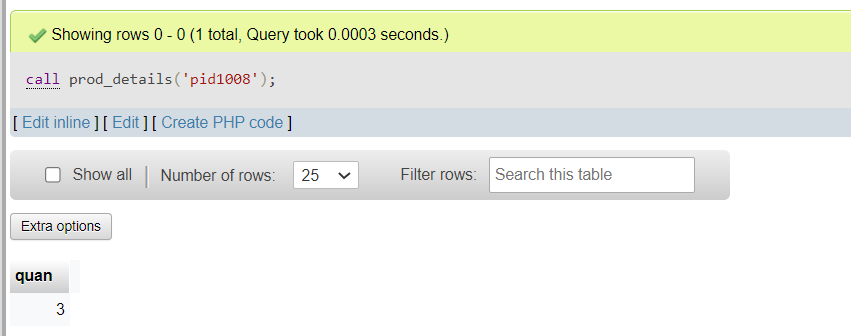 Showing rows 0 - 0 (1 total, Query took 0.0003 seconds.)
call prod_details('pid1008');
[ Edit inline ] [ Edit ] [ Create PHP code ]
Show all | Number of rows: 25 Filter rows: Search this table
Extra options
quan
3